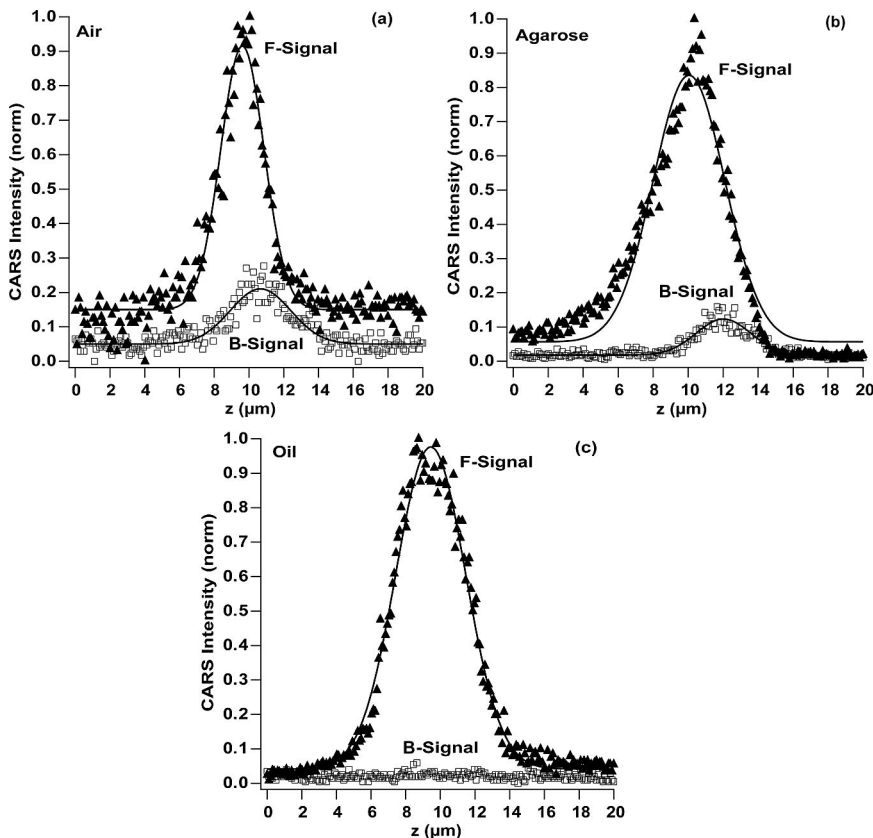 (a)
Air
F-Signal
B-Signal
CARS Intensity (norm)
1.0
0.9
0.8
0.7
0.6
0.5
0.4
0.3
0.2
0.1
0.0
0 2 4 6 8 10 12 14 16 18 20
z (µm)
(b)
Agarose
F-Signal
B-Signal
CARS Intensity (norm)
1.0
0.9
0.8
0.7
0.6
0.5
0.4
0.3
0.2
0.1
0.0
0 2 4 6 8 10 12 14 16 18 20
z (µm)
(c)
Oil
F-Signal
B-Signal
CARS Intensity (norm)
1.0
0.9
0.8
0.7
0.6
0.5
0.4
0.3
0.2
0.1
0.0
0 2 4 6 8 10 12 14 16 18 20
z (µm)